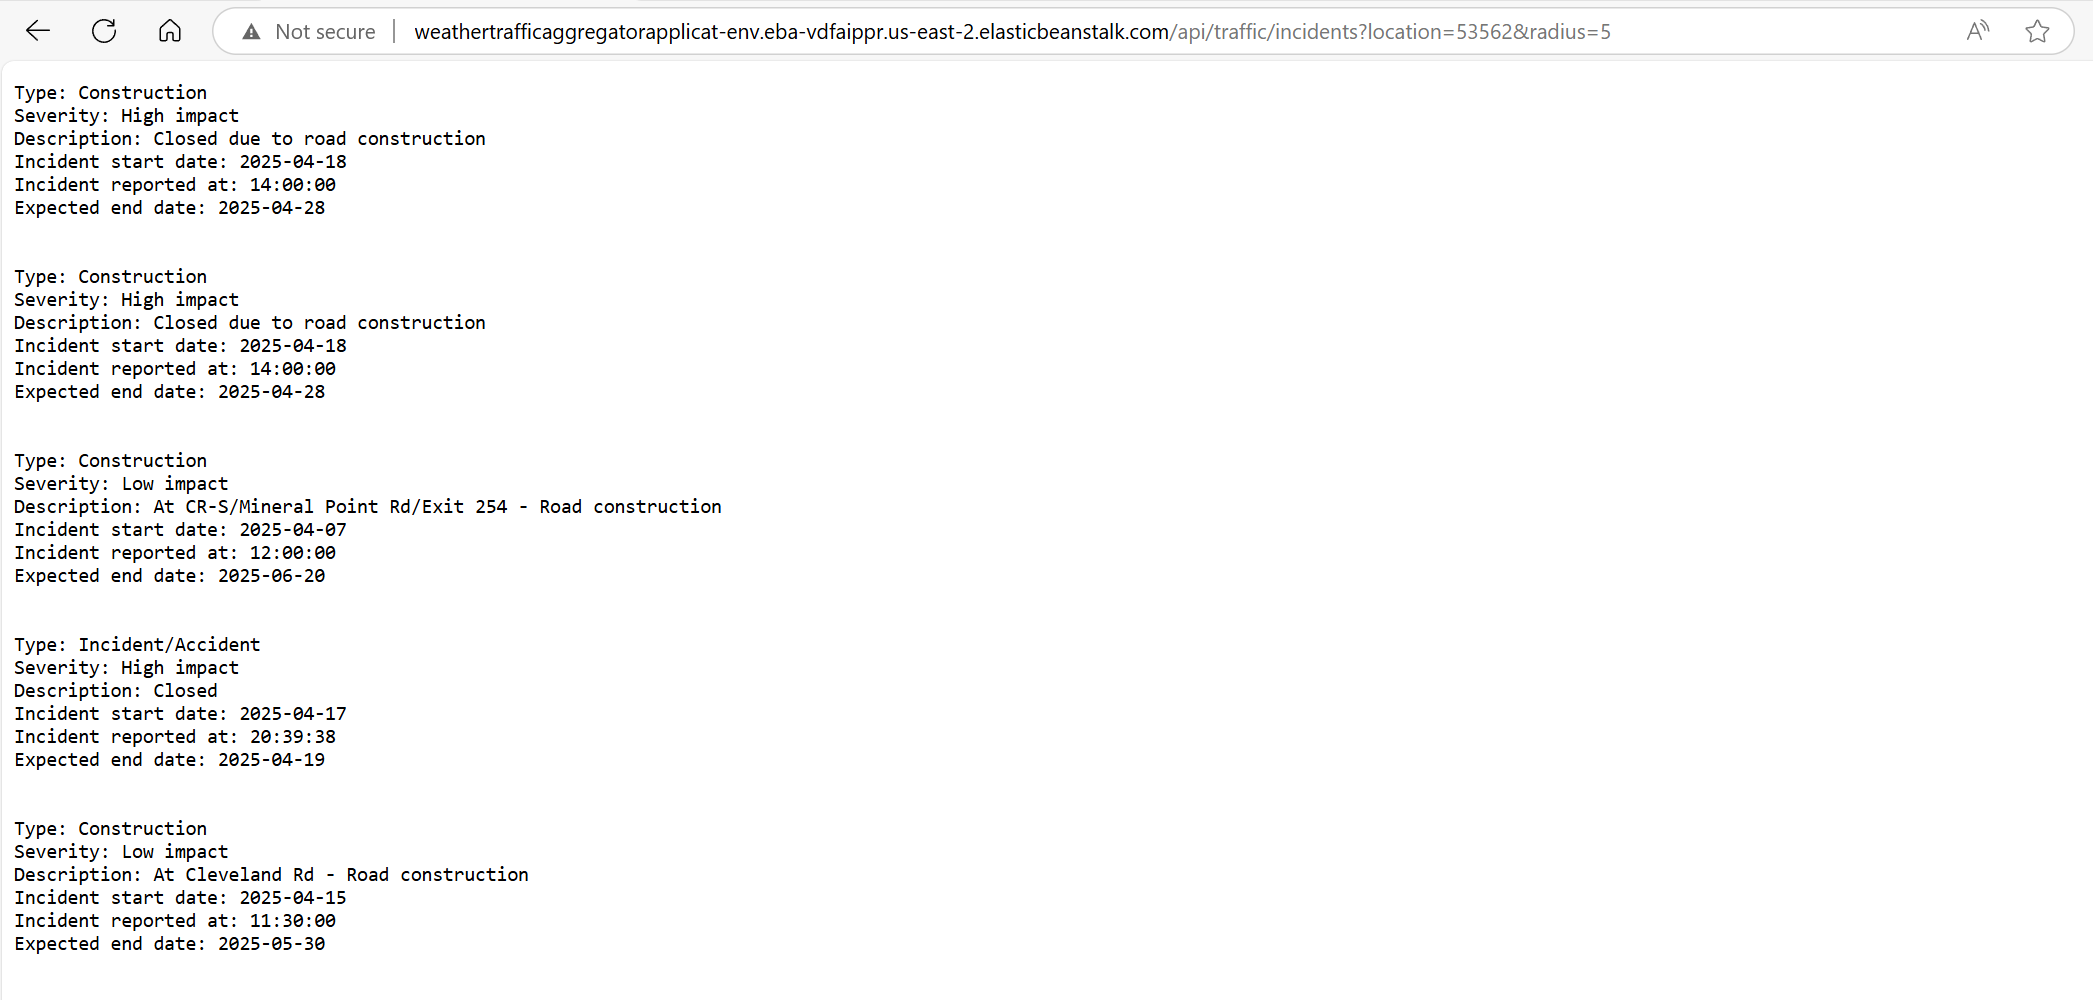 Not secure | weathertrafficaggregatorapplicat-env.eba-vdfaippr.us-east-2.elasticbeanstalk.com/api/traffic/incidents?location=53562&radius=5
Type: Construction
Severity: High impact
Description: Closed due to road construction
Incident start date: 2025-04-18
Incident reported at: 14:00:00
Expected end date: 2025-04-28
Type: Construction
Severity: High impact
Description: Closed due to road construction
Incident start date: 2025-04-18
Incident reported at: 14:00:00
Expected end date: 2025-04-28
Type: Construction
Severity: Low impact
Description: At CR-S/Mineral Point Rd/Exit 254 - Road construction
Incident start date: 2025-04-07
Incident reported at: 12:00:00
Expected end date: 2025-06-20
Type: Incident/Accident
Severity: High impact
Description: Closed
Incident start date: 2025-04-17
Incident reported at: 20:39:38
Expected end date: 2025-04-19
Type: Construction
Severity: Low impact
Description: At Cleveland Rd - Road construction
Incident start date: 2025-04-15
Incident reported at: 11:30:00
Expected end date: 2025-05-30